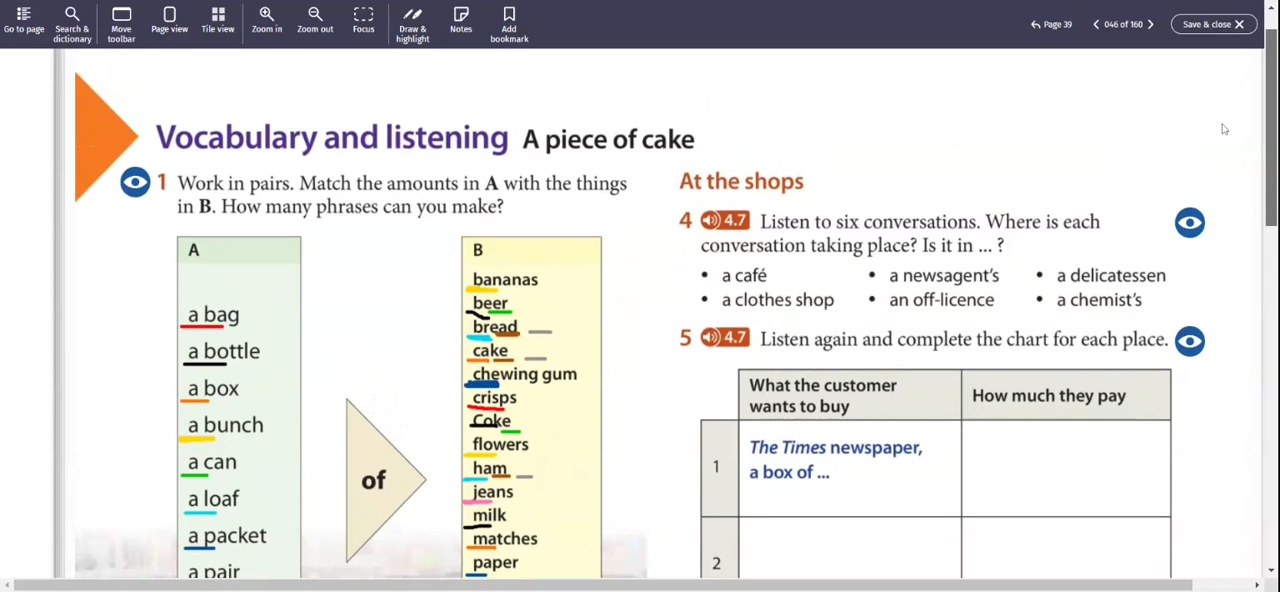 Go to page
Search & dictionary
Move toolbar
Page view
Tile view
Zoom in
Zoom out
Focus
Draw & highlight
Notes
Add bookmark
Page 39
046 of 160
Save & close
Vocabulary and listening A piece of cake
1 Work in pairs. Match the amounts in A with the things
in B. How many phrases can you make?
A
a bag
a bottle
a box
a bunch
a can
a loaf
a packet
a pair
of
B
bananas
beer
bread
cake
chewing gum
crisps
Coke
flowers
ham
jeans
milk
matches
paper
At the shops
4 4.7 Listen to six conversations. Where is each
conversation taking place? Is it in ... ?
• a café • a newsagent's • a delicatessen
• a clothes shop • an off-licence • a chemist's
5 4.7 Listen again and complete the chart for each place.
What the customer
wants to buy
How much they pay
1
The Times newspaper,
a box of ...
2